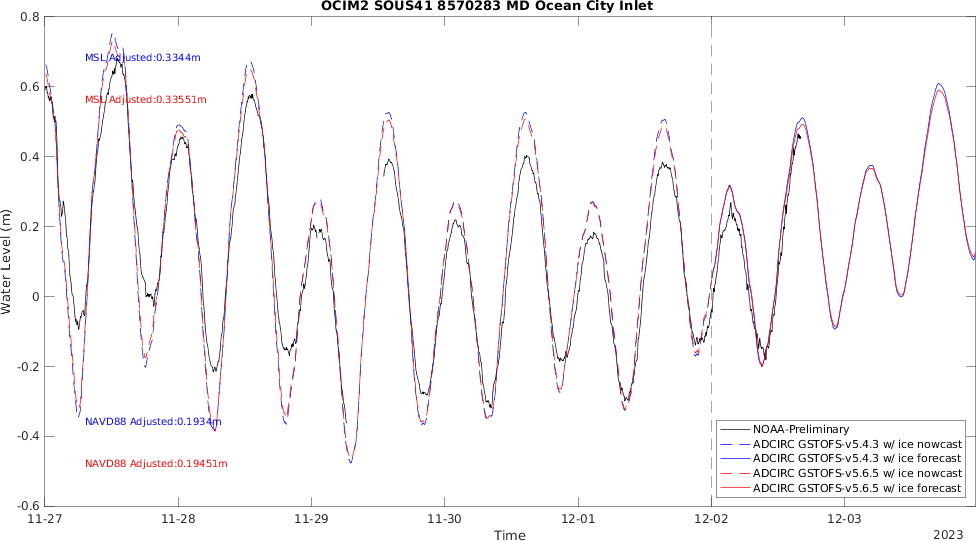 OCIM2 SOUS41 8570283 MD Ocean City Inlet
0.8
0.6
0.4
0.2
0
-0.2
-0.4
-0.6
Water Level (m)
MSL Adjusted:0.3344m
MSL Adjusted:0.33551m
NAVD88 Adjusted:0.1934m
NAVD88 Adjusted:0.19451m
NOAA-Preliminary
ADCIRC GSTOFS-v5.4.3 w/ ice nowcast
ADCIRC GSTOFS-v5.4.3 w/ ice forecast
ADCIRC GSTOFS-v5.6.5 w/ ice nowcast
ADCIRC GSTOFS-v5.6.5 w/ ice forecast
11-27
11-28
11-29
11-30
12-01
12-02
12-03
Time
2023